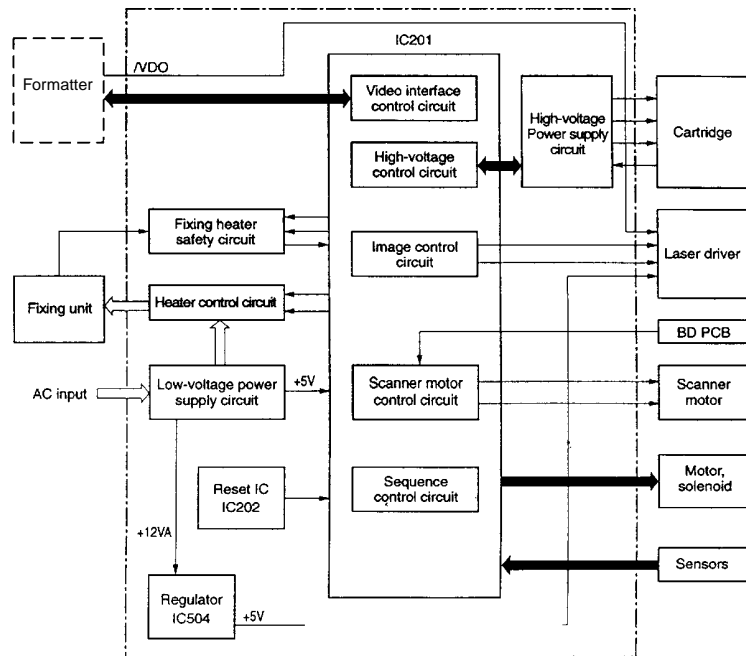 IC201
/VDO
Formatter
Video interface
control circuit
High-voltage
Power supply
circuit
Cartridge
High-voltage
control circuit
Fixing heater
safety circuit
Image control
circuit
Laser driver
Fixing unit
Heater control circuit
BD PCB
AC input
Low-voltage power
supply circuit
+5V
Scanner motor
control circuit
Scanner
motor
Reset IC
IC202
Sequence
control circuit
Motor,
solenoid
+12VA
Sensors
Regulator
IC504
+5V